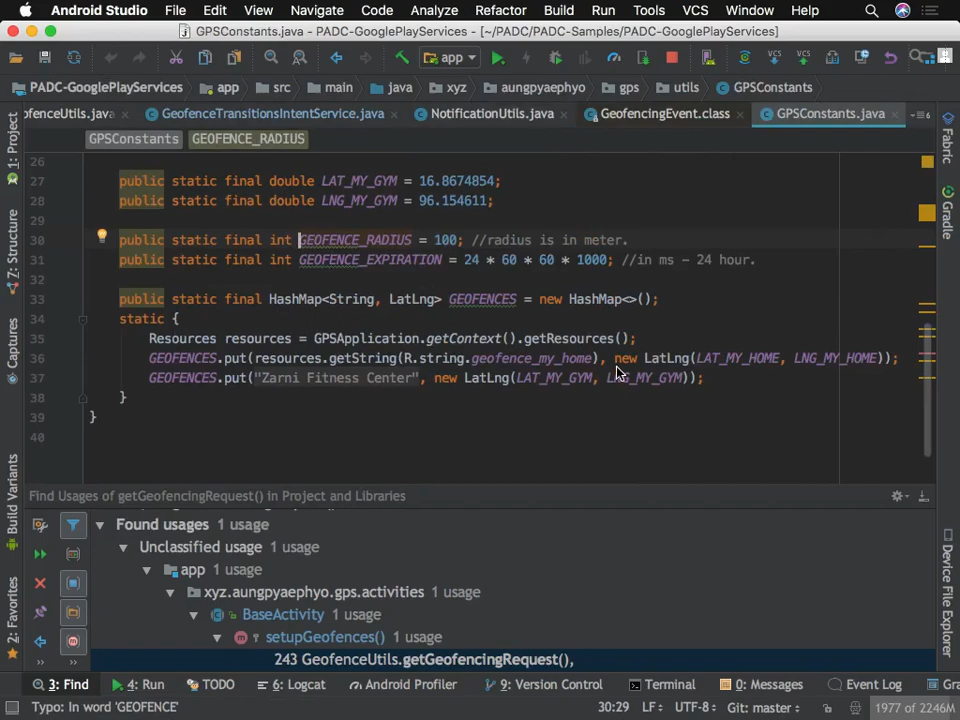 Android Studio File Edit View Navigate Code Analyze Refactor Build Run Tools VCS Window Help
GPSConstants.java - PADC-GooglePlayServices - [~/PADC/PADC-Samples/PADC-GooglePlayServices]
app VCS VCS
PADC-GooglePlayServices app src main java xyz aungpyaephyo gps utils GPSConstants
ofenceUtils.java GeofenceTransitionsIntentService.java NotificationUtils.java GeofencingEvent.class GPSConstants.java
GPSConstants GEOFENCE_RADIUS
26
27 public static final double LAT_MY_GYM = 16.8674854;
28 public static final double LNG_MY_GYM = 96.154611;
29
30 public static final int GEOFENCE_RADIUS = 100; //radius is in meter.
31 public static final int GEOFENCE_EXPIRATION = 24 * 60 * 60 * 1000; //in ms - 24 hour.
32
33 public static final HashMap<String, LatLng> GEOFENCES = new HashMap<>();
34 static {
35 Resources resources = GPSApplication.getContext().getResources();
36 GEOFENCES.put(resources.getString(R.string.geofence_my_home), new LatLng(LAT_MY_HOME, LNG_MY_HOME));
37 GEOFENCES.put("Zarni Fitness Center", new LatLng(LAT_MY_GYM, LNG_MY_GYM));
38 }
39 }
40
1: Project
7: Structure
Captures
Build Variants
2: Favorites
Fabric
Gradle
Device File Explorer
Find Usages of getGeofencingRequest() in Project and Libraries
Found usages 1 usage
Unclassified usage 1 usage
app 1 usage
xyz.aungpyaephyo.gps.activities 1 usage
BaseActivity 1 usage
setupGeofences() 1 usage
243 GeofenceUtils.getGeofencingRequest(),
3: Find 4: Run TODO 6: Logcat Android Profiler 9: Version Control Terminal 0: Messages Event Log Gra
Typo: In word 'GEOFENCE' 30:29 LF UTF-8 Git: master 1977 of 2246M